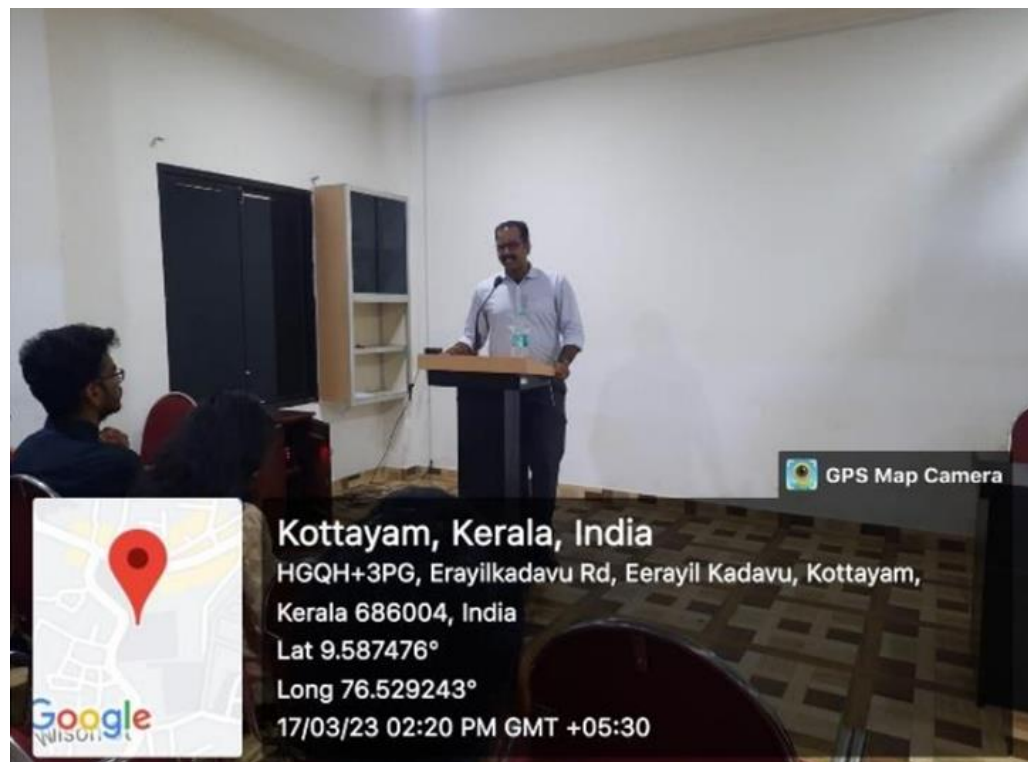 GPS Map Camera
Kottayam, Kerala, India
HGQH+3PG, Erayilkadavu Rd, Eerayil Kadavu, Kottayam,
Kerala 686004, India
Lat 9.587476°
Long 76.529243°
17/03/23 02:20 PM GMT +05:30
Google